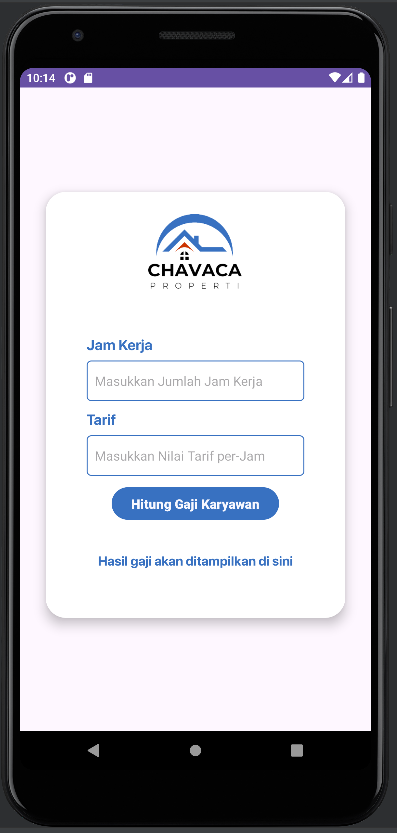 10:14
CHAVACA
PROPERTI
Jam Kerja
Masukkan Jumlah Jam Kerja
Tarif
Masukkan Nilai Tarif per-Jam
Hitung Gaji Karyawan
Hasil gaji akan ditampilkan di sini